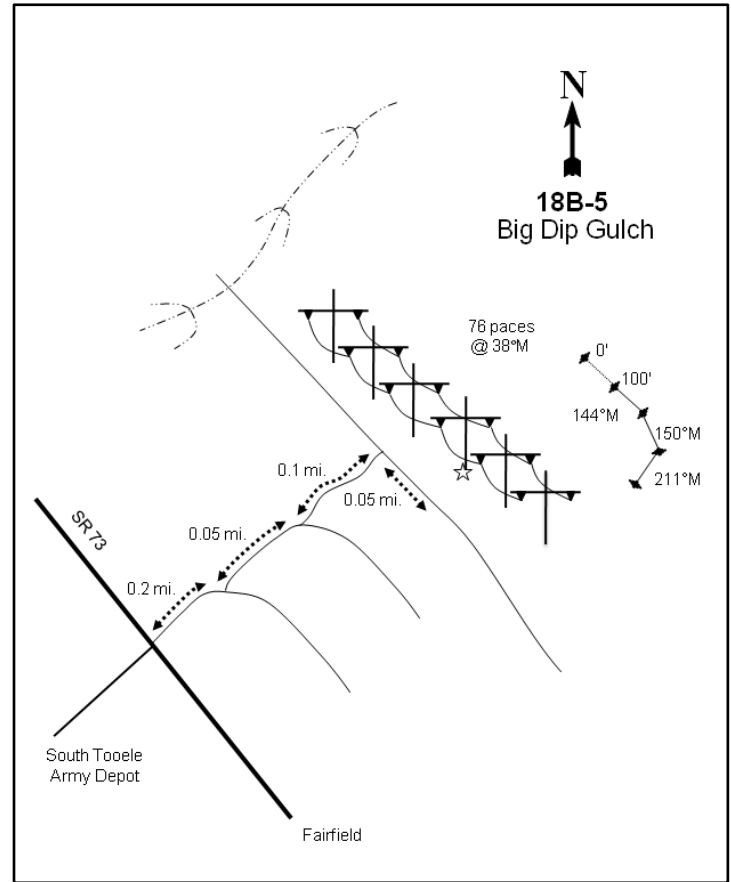 N
18B-5
Big Dip Gulch
76 paces
@ 38°M
0'
100'
144°M
150°M
211°M
0.1 mi.
0.05 mi.
0.05 mi.
0.2 mi.
SR 73
South Tooele
Army Depot
Fairfield